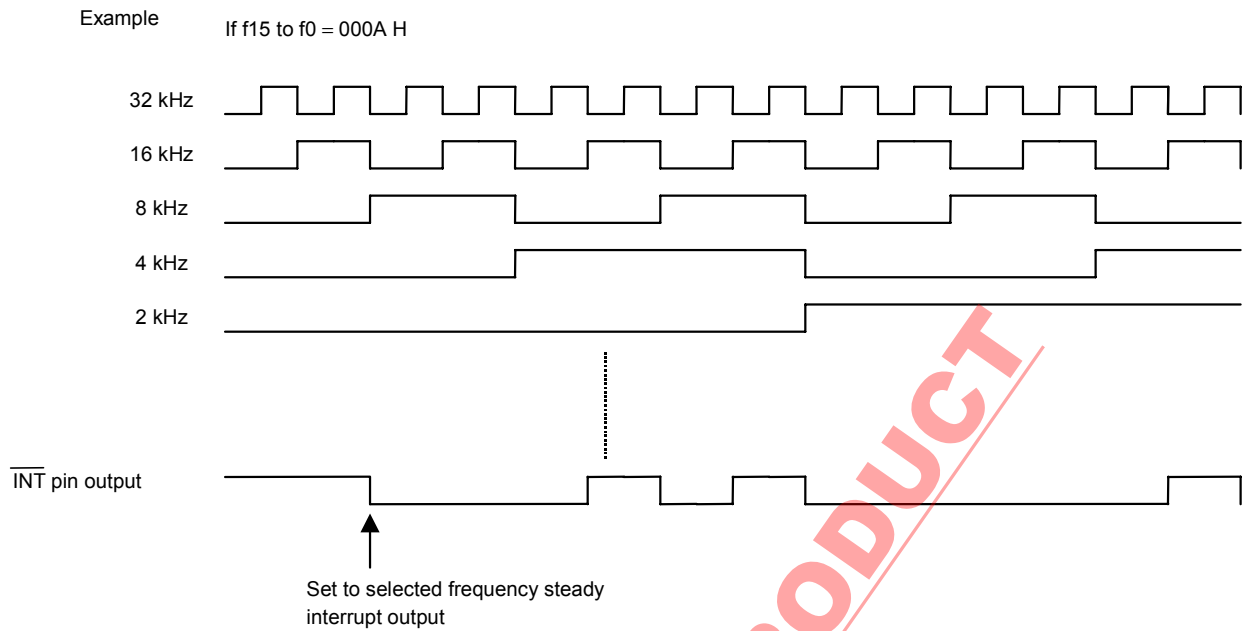 Example
If f15 to f0 = 000A H
32 kHz
16 kHz
8 kHz
4 kHz
2 kHz
INT pin output
Set to selected frequency steady
interrupt output
RODUCT